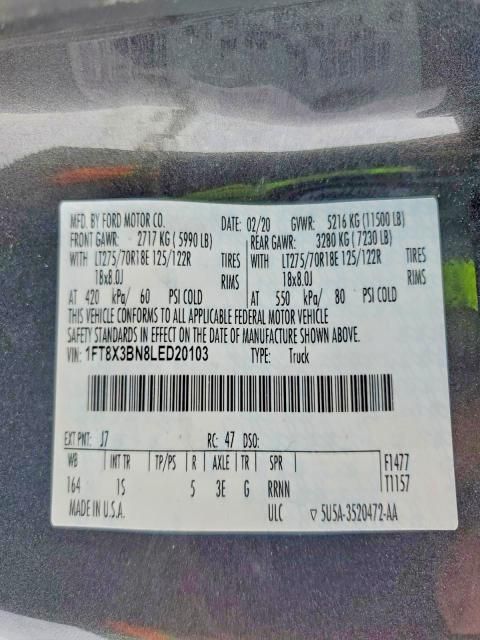 MFD. BY FORD MOTOR CO. DATE: 02/20 GVWR: 5216 KG (11500 LB)
FRONT GAWR: 2717 KG (5990 LB) REAR GAWR: 3280 KG (7230 LB)
WITH LT275/70R18E 125/122R TIRES WITH LT275/70R18E 125/122R TIRES
18x8.0J RIMS 18x8.0J RIMS
AT 420 kPa/ 60 PSI COLD AT 550 kPa/ 80 PSI COLD
THIS VEHICLE CONFORMS TO ALL APPLICABLE FEDERAL MOTOR VEHICLE
SAFETY STANDARDS IN EFFECT ON THE DATE OF MANUFACTURE SHOWN ABOVE.
VIN: 1FT8X3BN8LED20103 TYPE: Truck
EXT PNT: J7 RC: 47 DSO:
WB INT TR TP/PS R AXLE TR SPR F1477
164 1S 5 3E G RRNN T1157
MADE IN U.S.A. ULC ▽ 5U5A-3520472-AA